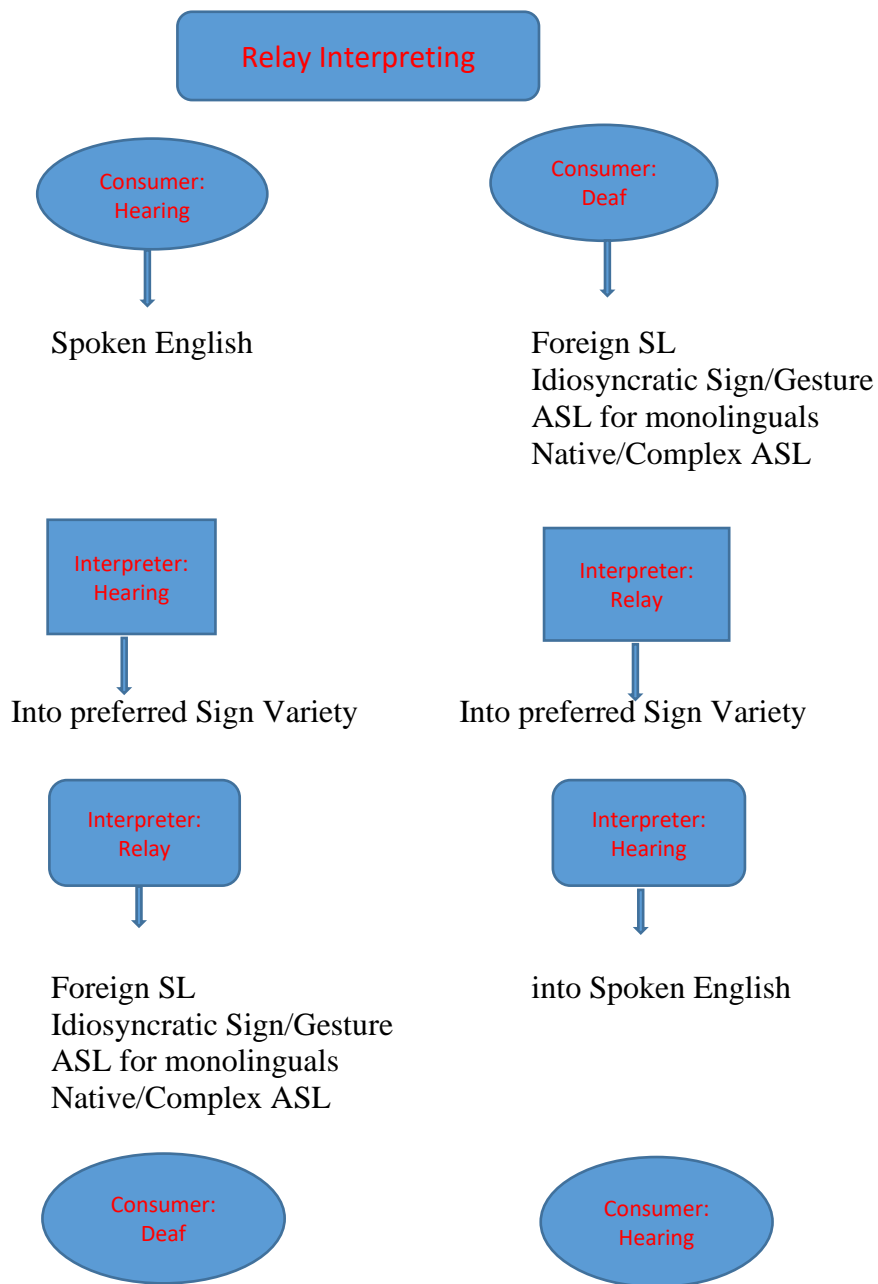 Relay Interpreting
Consumer:
Hearing
Spoken English
Interpreter:
Hearing
Into preferred Sign Variety
Interpreter:
Relay
Foreign SL
Idiosyncratic Sign/Gesture
ASL for monolinguals
Native/Complex ASL
Consumer:
Deaf
Consumer:
Deaf
Foreign SL
Idiosyncratic Sign/Gesture
ASL for monolinguals
Native/Complex ASL
Interpreter:
Relay
Into preferred Sign Variety
Interpreter:
Hearing
into Spoken English
Consumer:
Hearing